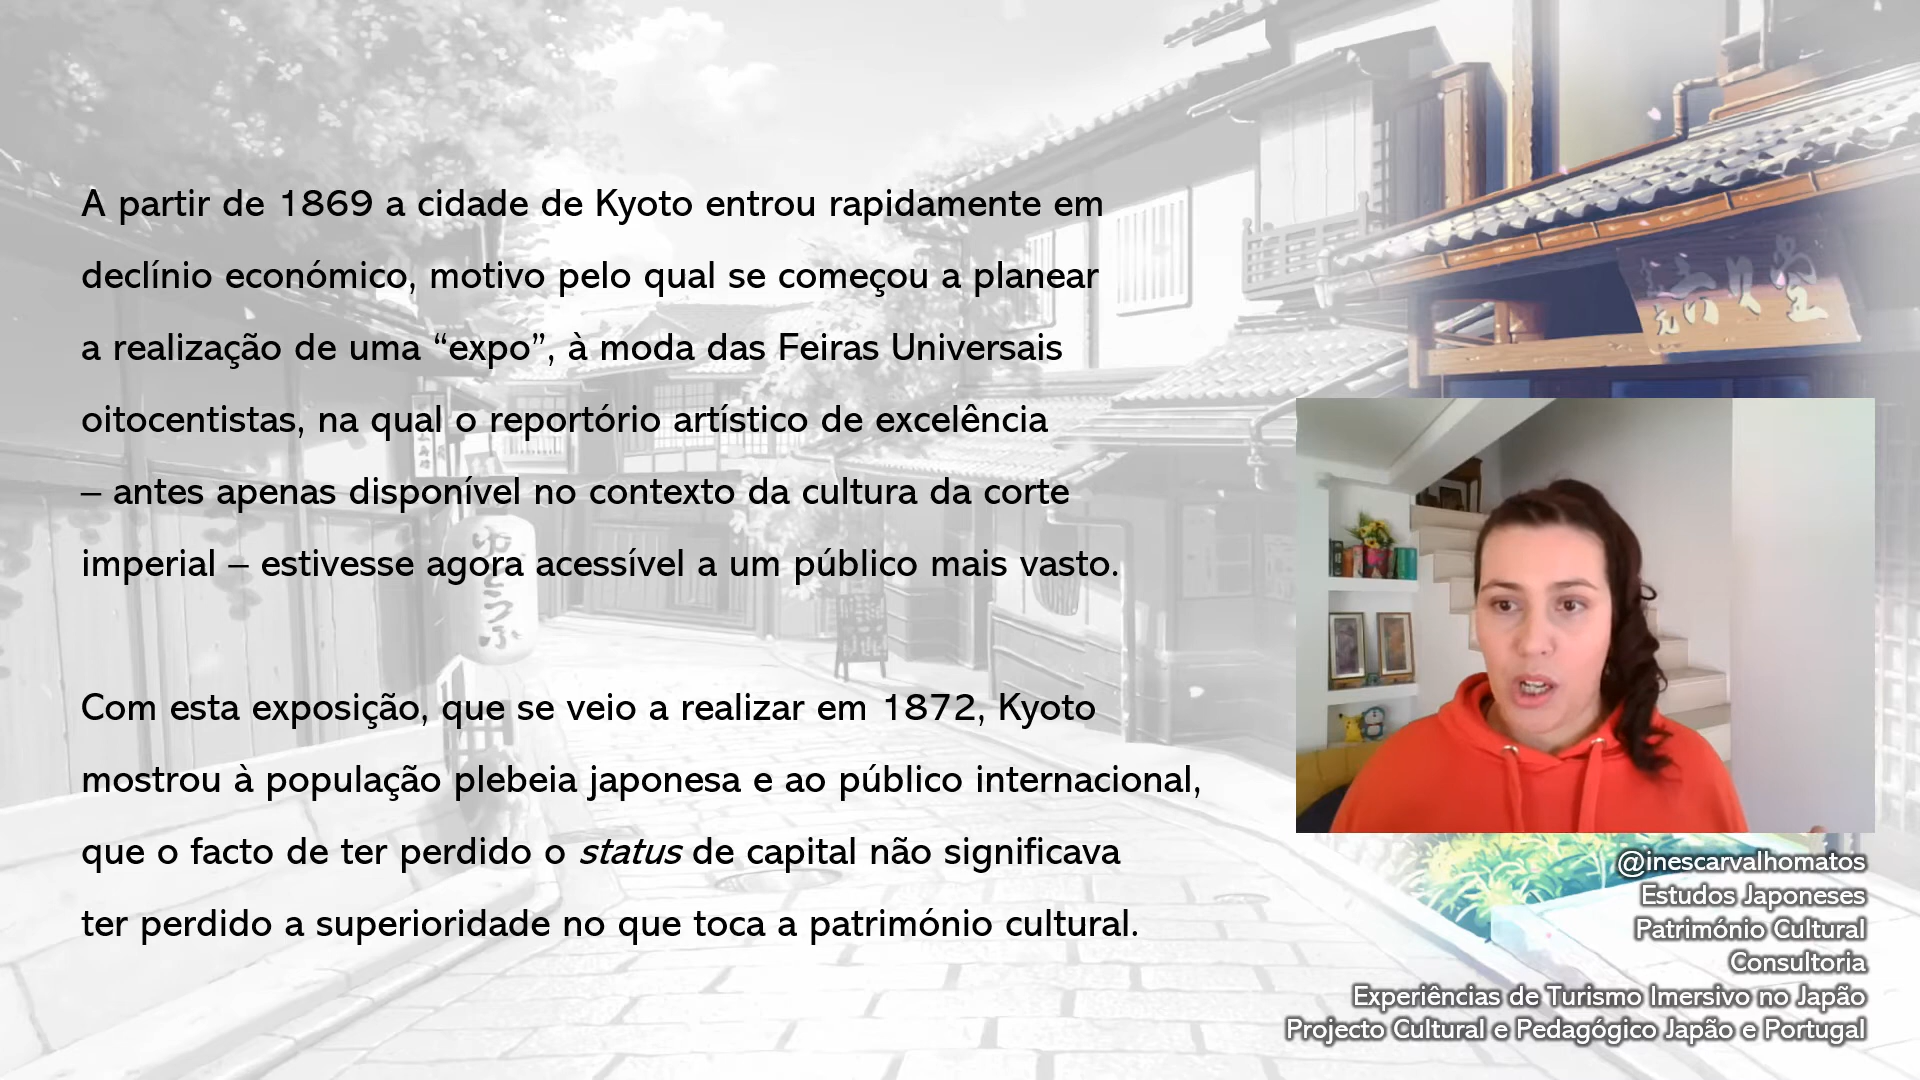 A partir de 1869 a cidade de Kyoto entrou rapidamente em
declínio económico, motivo pelo qual se começou a planear
a realização de uma “expo”, à moda das Feiras Universais
oitocentistas, na qual o reportório artístico de excelência
– antes apenas disponível no contexto da cultura da corte
imperial – estivesse agora acessível a um público mais vasto.
Com esta exposição, que se veio a realizar em 1872, Kyoto
mostrou à população plebeia japonesa e ao público internacional,
que o facto de ter perdido o status de capital não significava
ter perdido a superioridade no que toca a património cultural.
ゆどうふ
@inescarvalhomatos
Estudos Japoneses
Património Cultural
Consultoria
Experiências de Turismo Imersivo no Japão
Projecto Cultural e Pedagógico Japão e Portugal